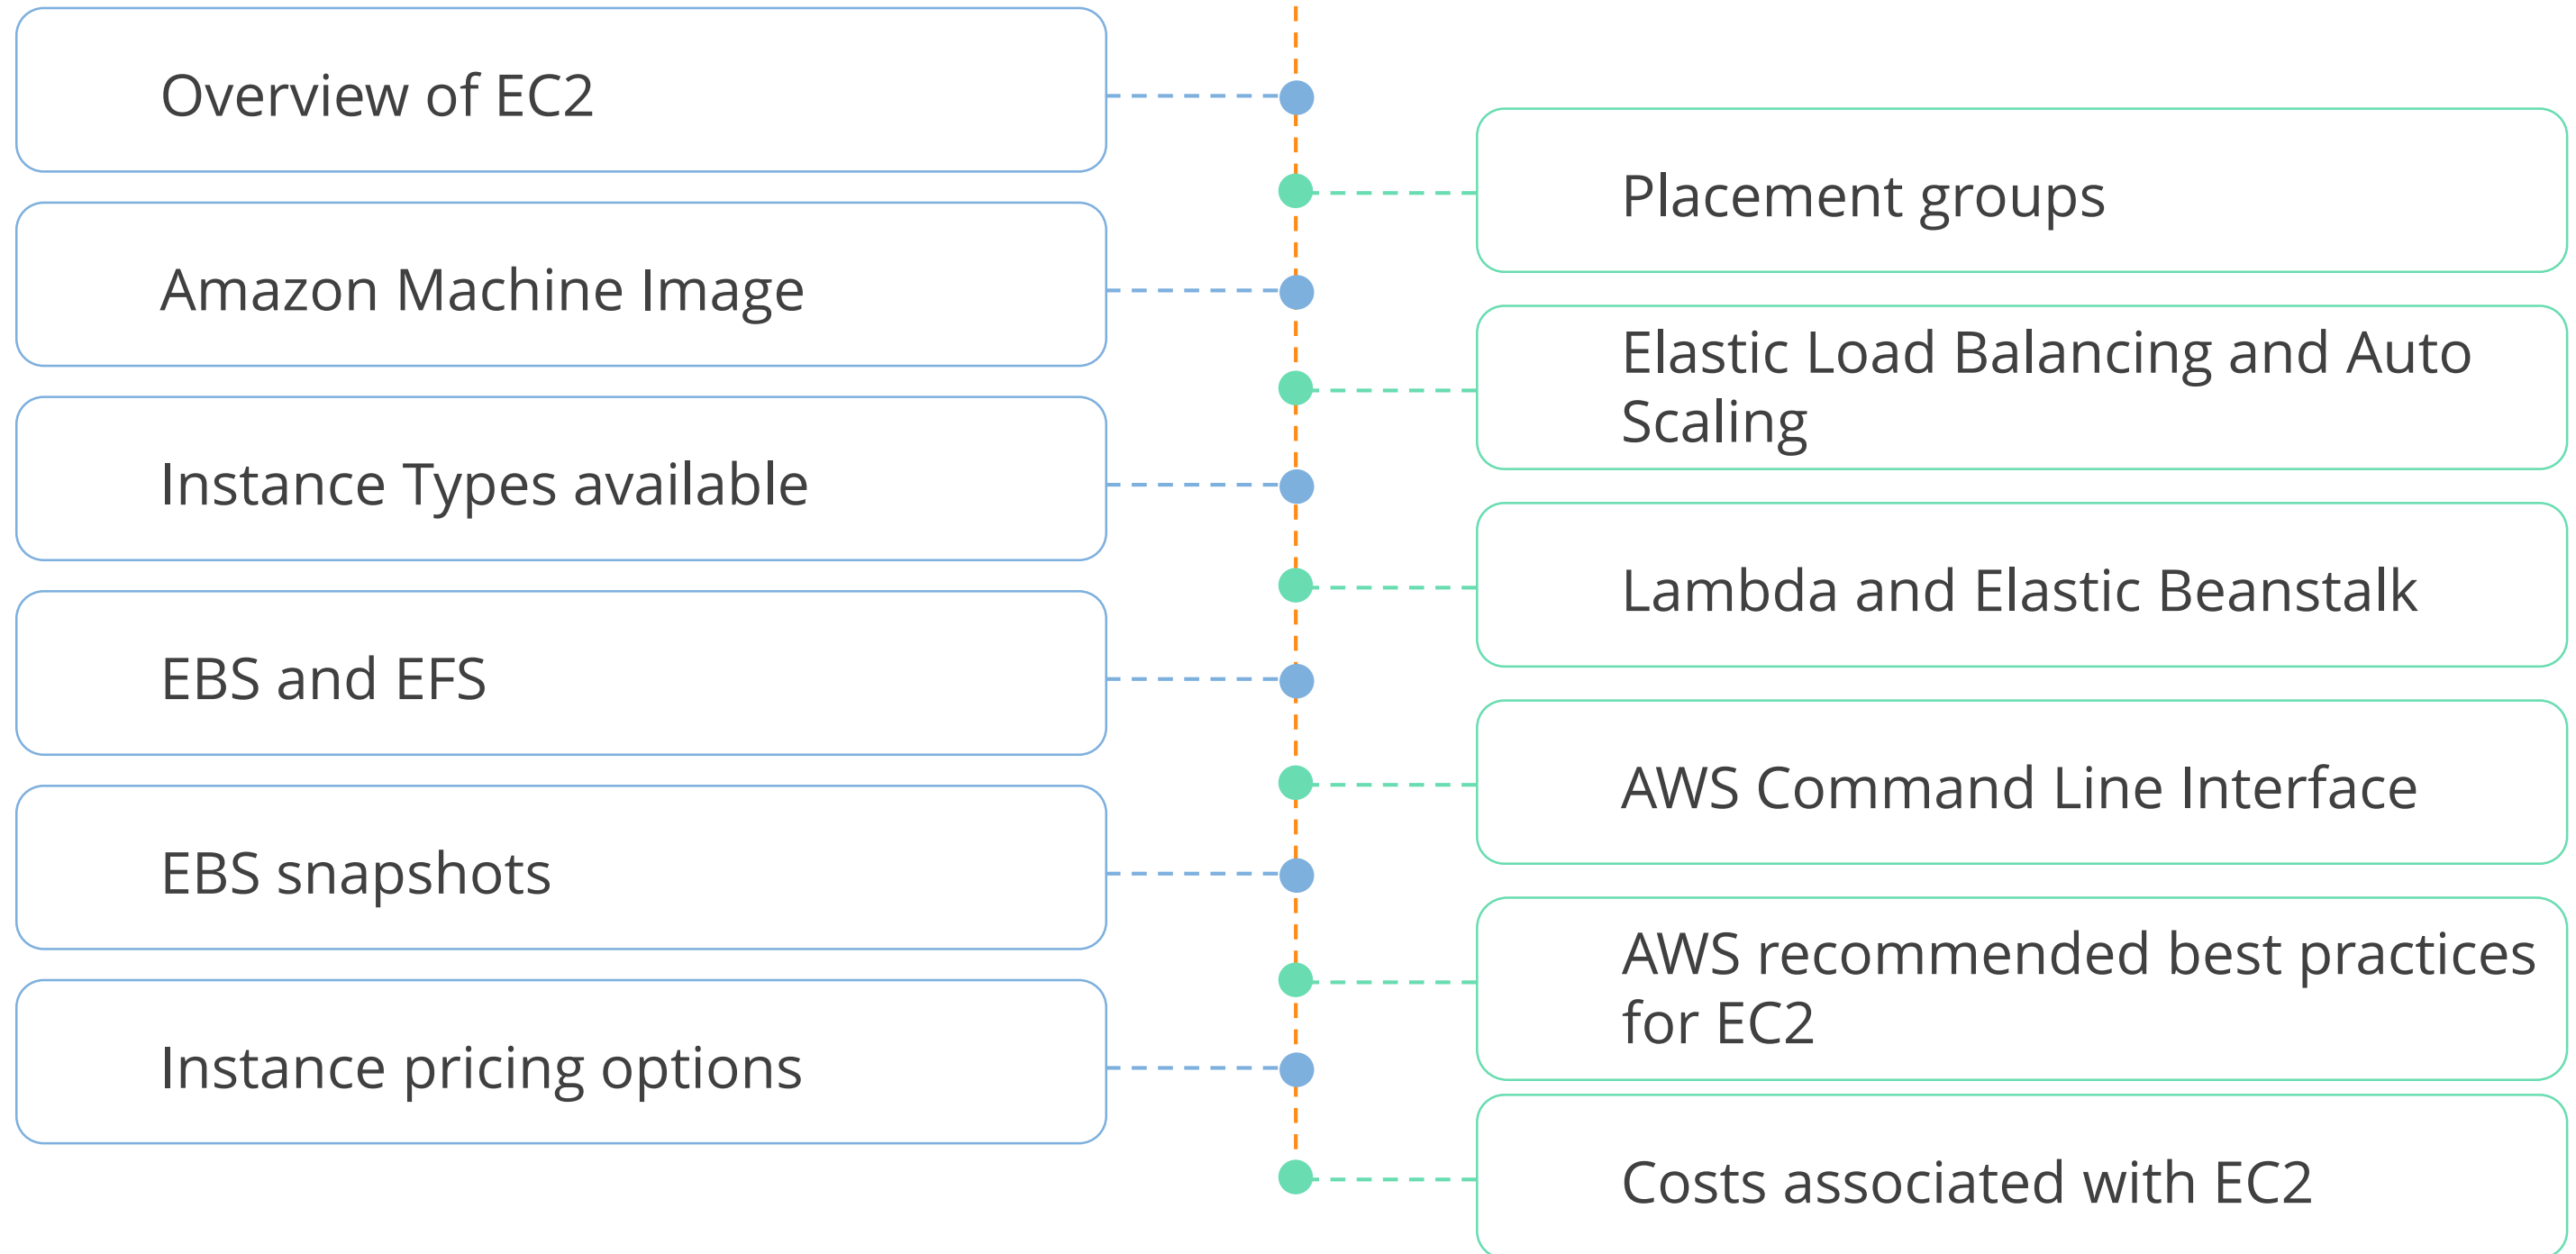 Overview of EC2
Amazon Machine Image
Instance Types available
EBS and EFS
EBS snapshots
Instance pricing options
Placement groups
Elastic Load Balancing and Auto
Scaling
Lambda and Elastic Beanstalk
AWS Command Line Interface
AWS recommended best practices
for EC2
Costs associated with EC2